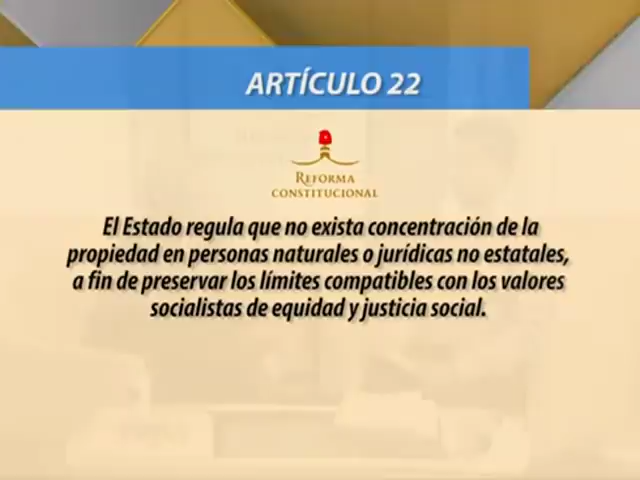 ARTÍCULO 22
REFORMA
CONSTITUCIONAL
El Estado regula que no exista concentración de la
propiedad en personas naturales o jurídicas no estatales,
a fin de preservar los límites compatibles con los valores
socialistas de equidad y justicia social.